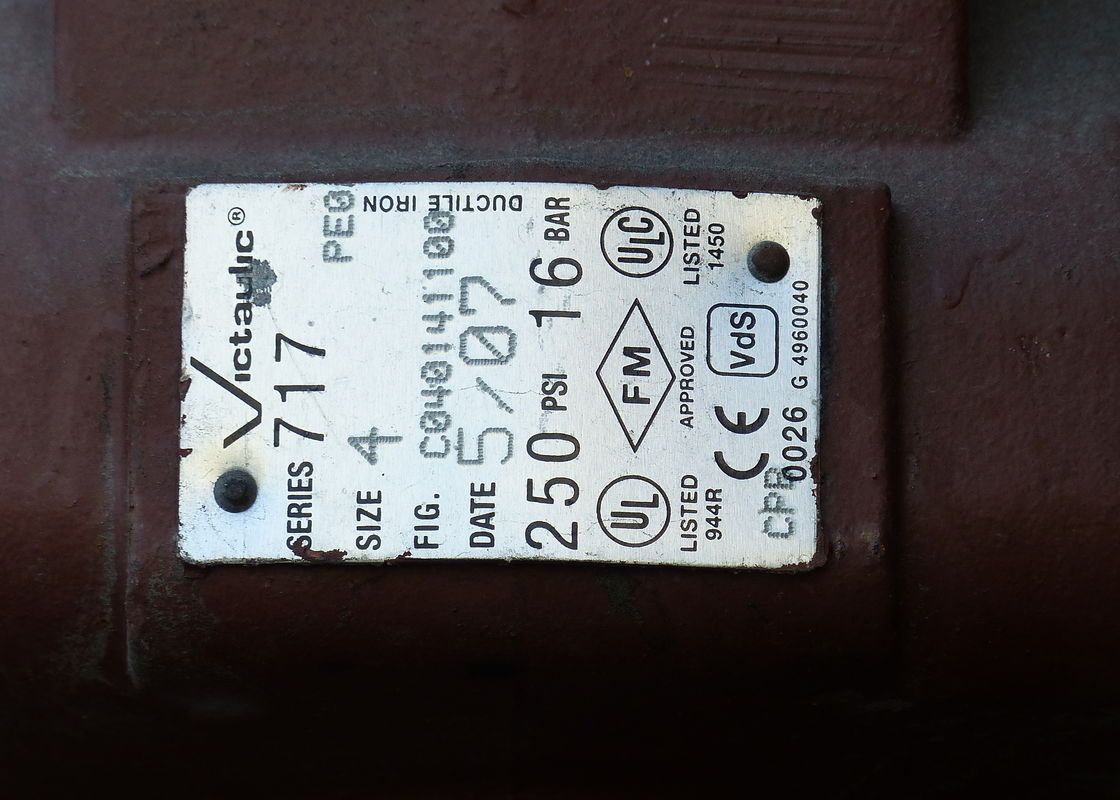 Victaulic®
SERIES 717
SIZE 4 PE0
DUCTILE IRON
FIG. C040141100
DATE 5/07
250 PSI 16 BAR
UL FM ULC
LISTED APPROVED LISTED
944R 1450
CE VdS
0026 G 4960040
CPR